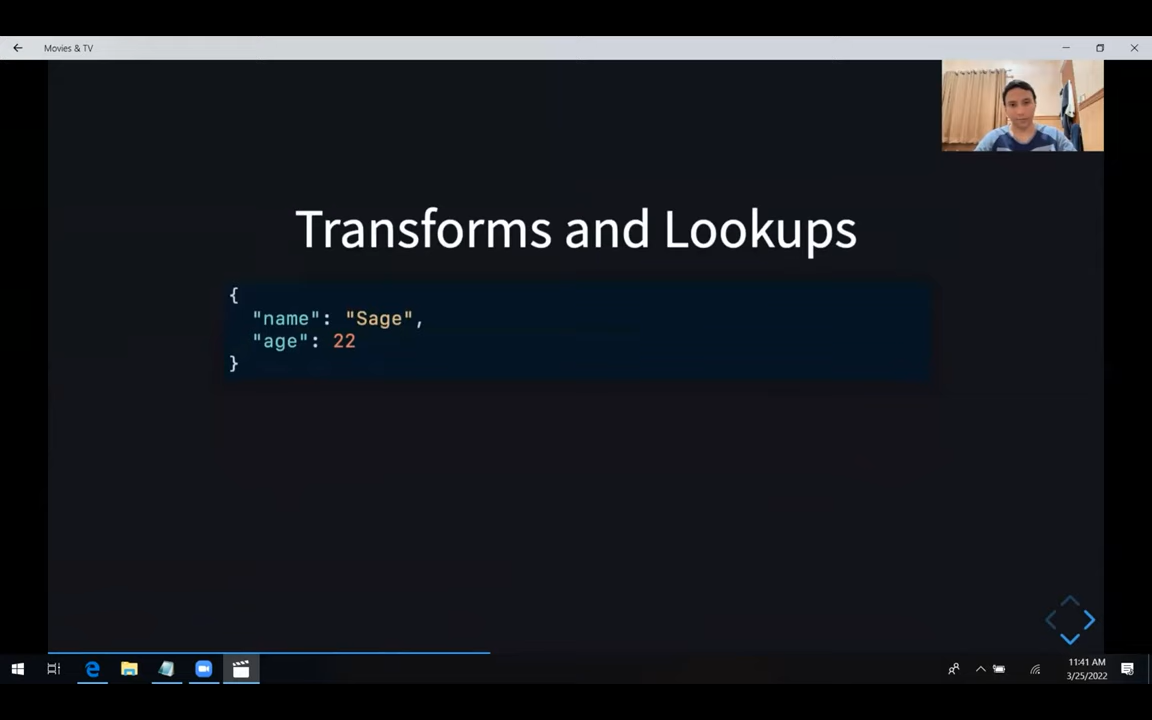 Movies & TV
Transforms and Lookups
{
"name": "Sage",
"age": 22
}
11:41 AM
3/25/2022